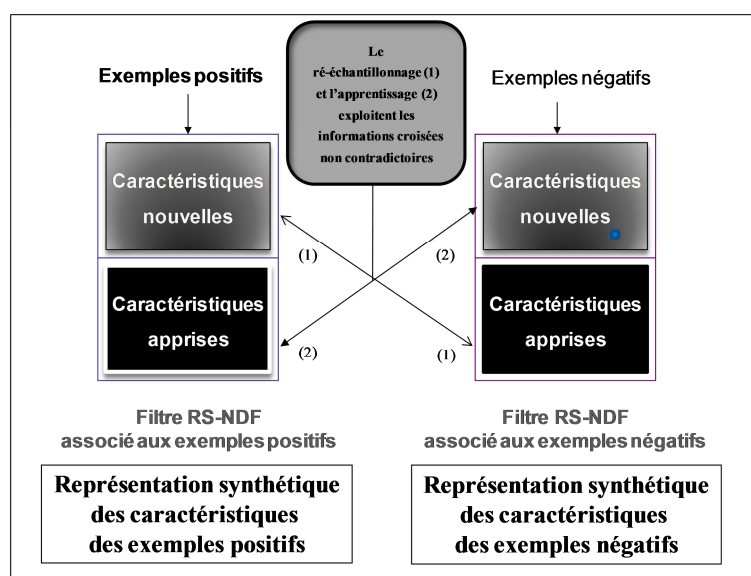 Le
ré-échantillonnage (1)
et l'apprentissage (2)
exploitent les
informations croisées
non contradictoires
Exemples positifs
Exemples négatifs
Caractéristiques
nouvelles
Caractéristiques
nouvelles
(1)
(2)
Caractéristiques
apprises
Caractéristiques
apprises
(2)
(1)
Filtre RS-NDF
associé aux exemples positifs
Filtre RS-NDF
associé aux exemples négatifs
Représentation synthétique
des caractéristiques
des exemples positifs
Représentation synthétique
des caractéristiques
des exemples négatifs